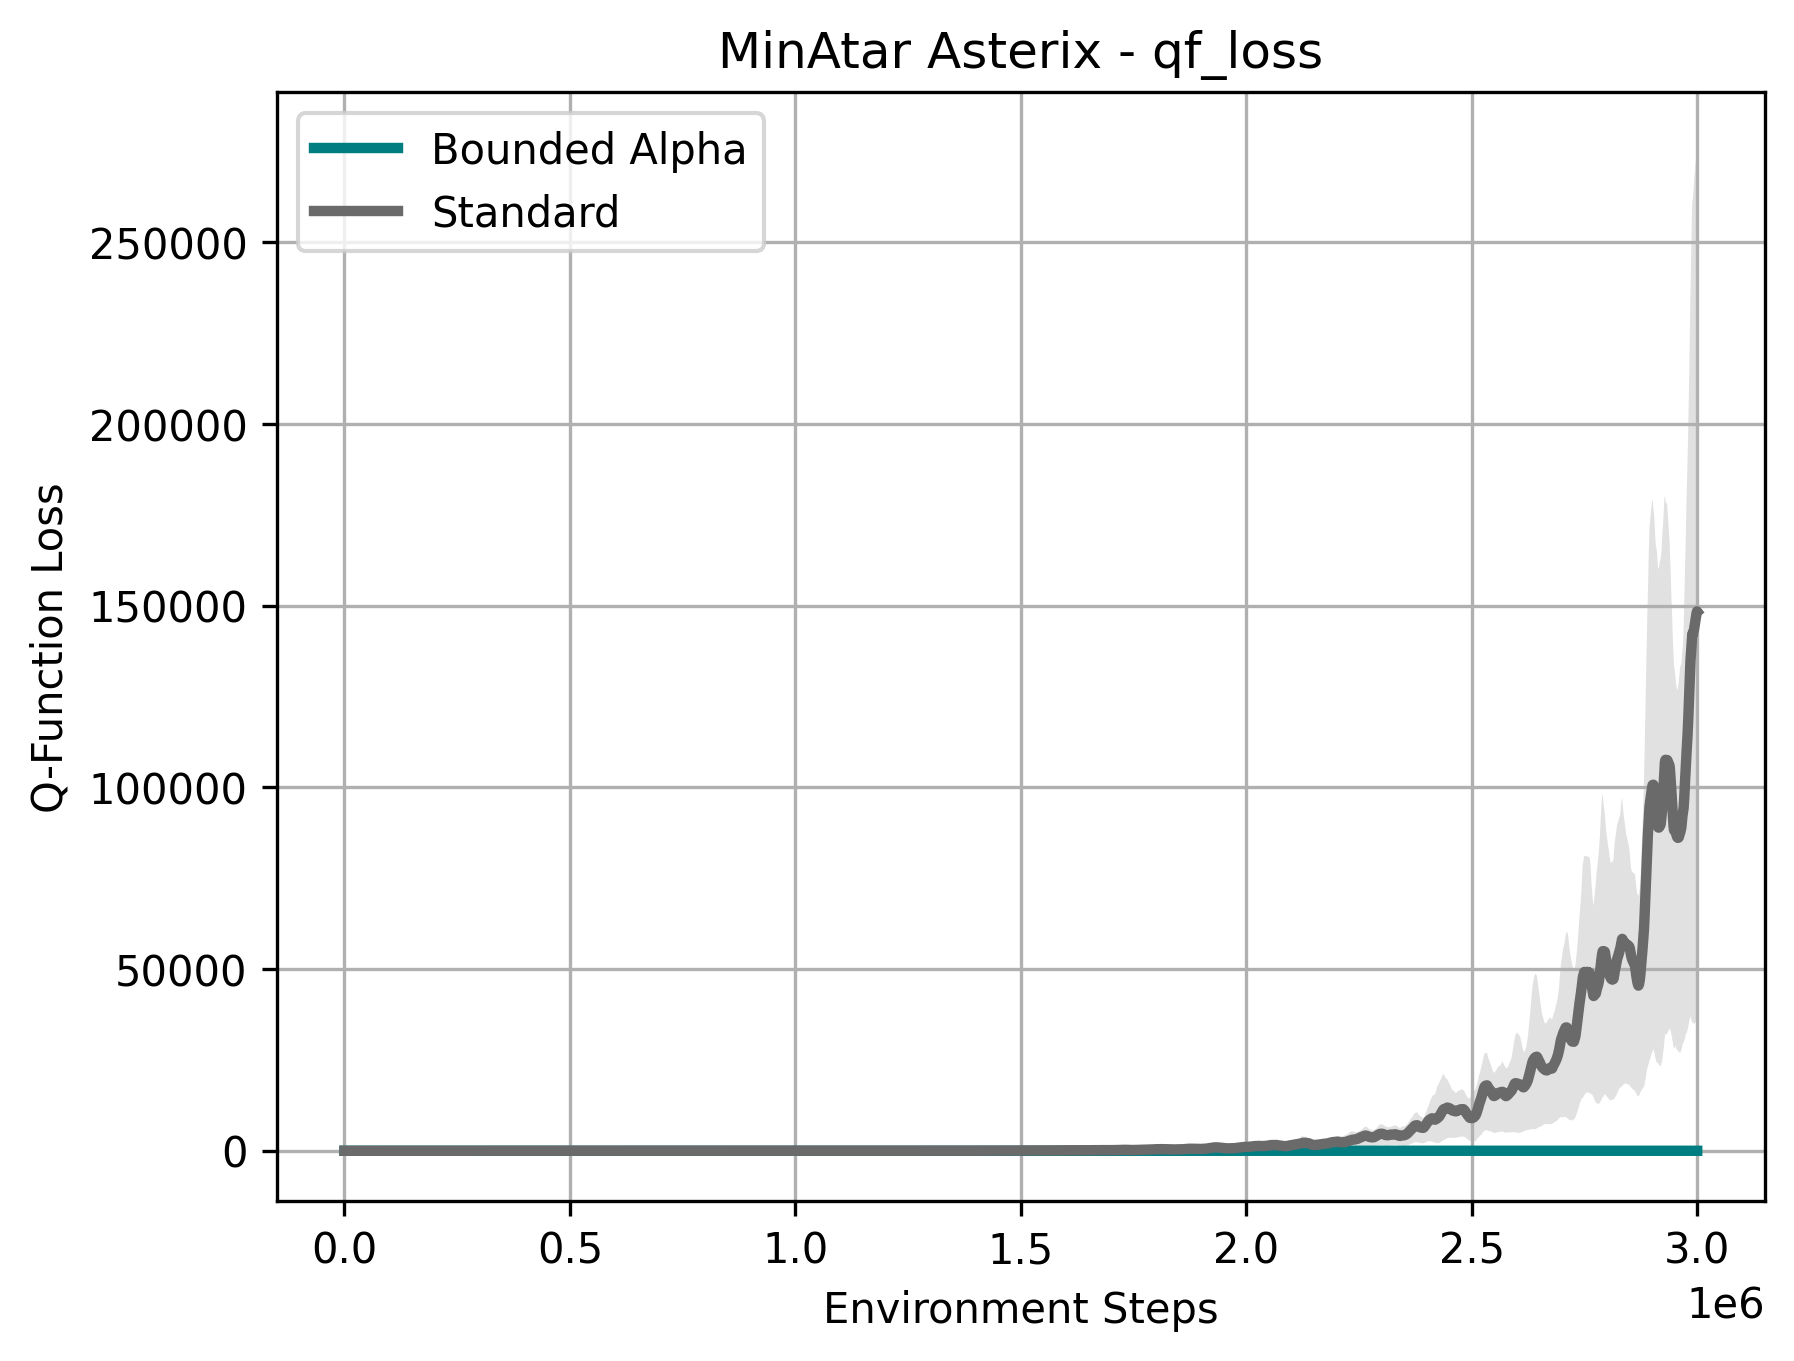 MinAtar Asterix - qf_loss
Bounded Alpha
Standard
Q-Function Loss
250000
200000
150000
100000
50000
0
0.0 0.5 1.0 1.5 2.0 2.5 3.0
1e6
Environment Steps